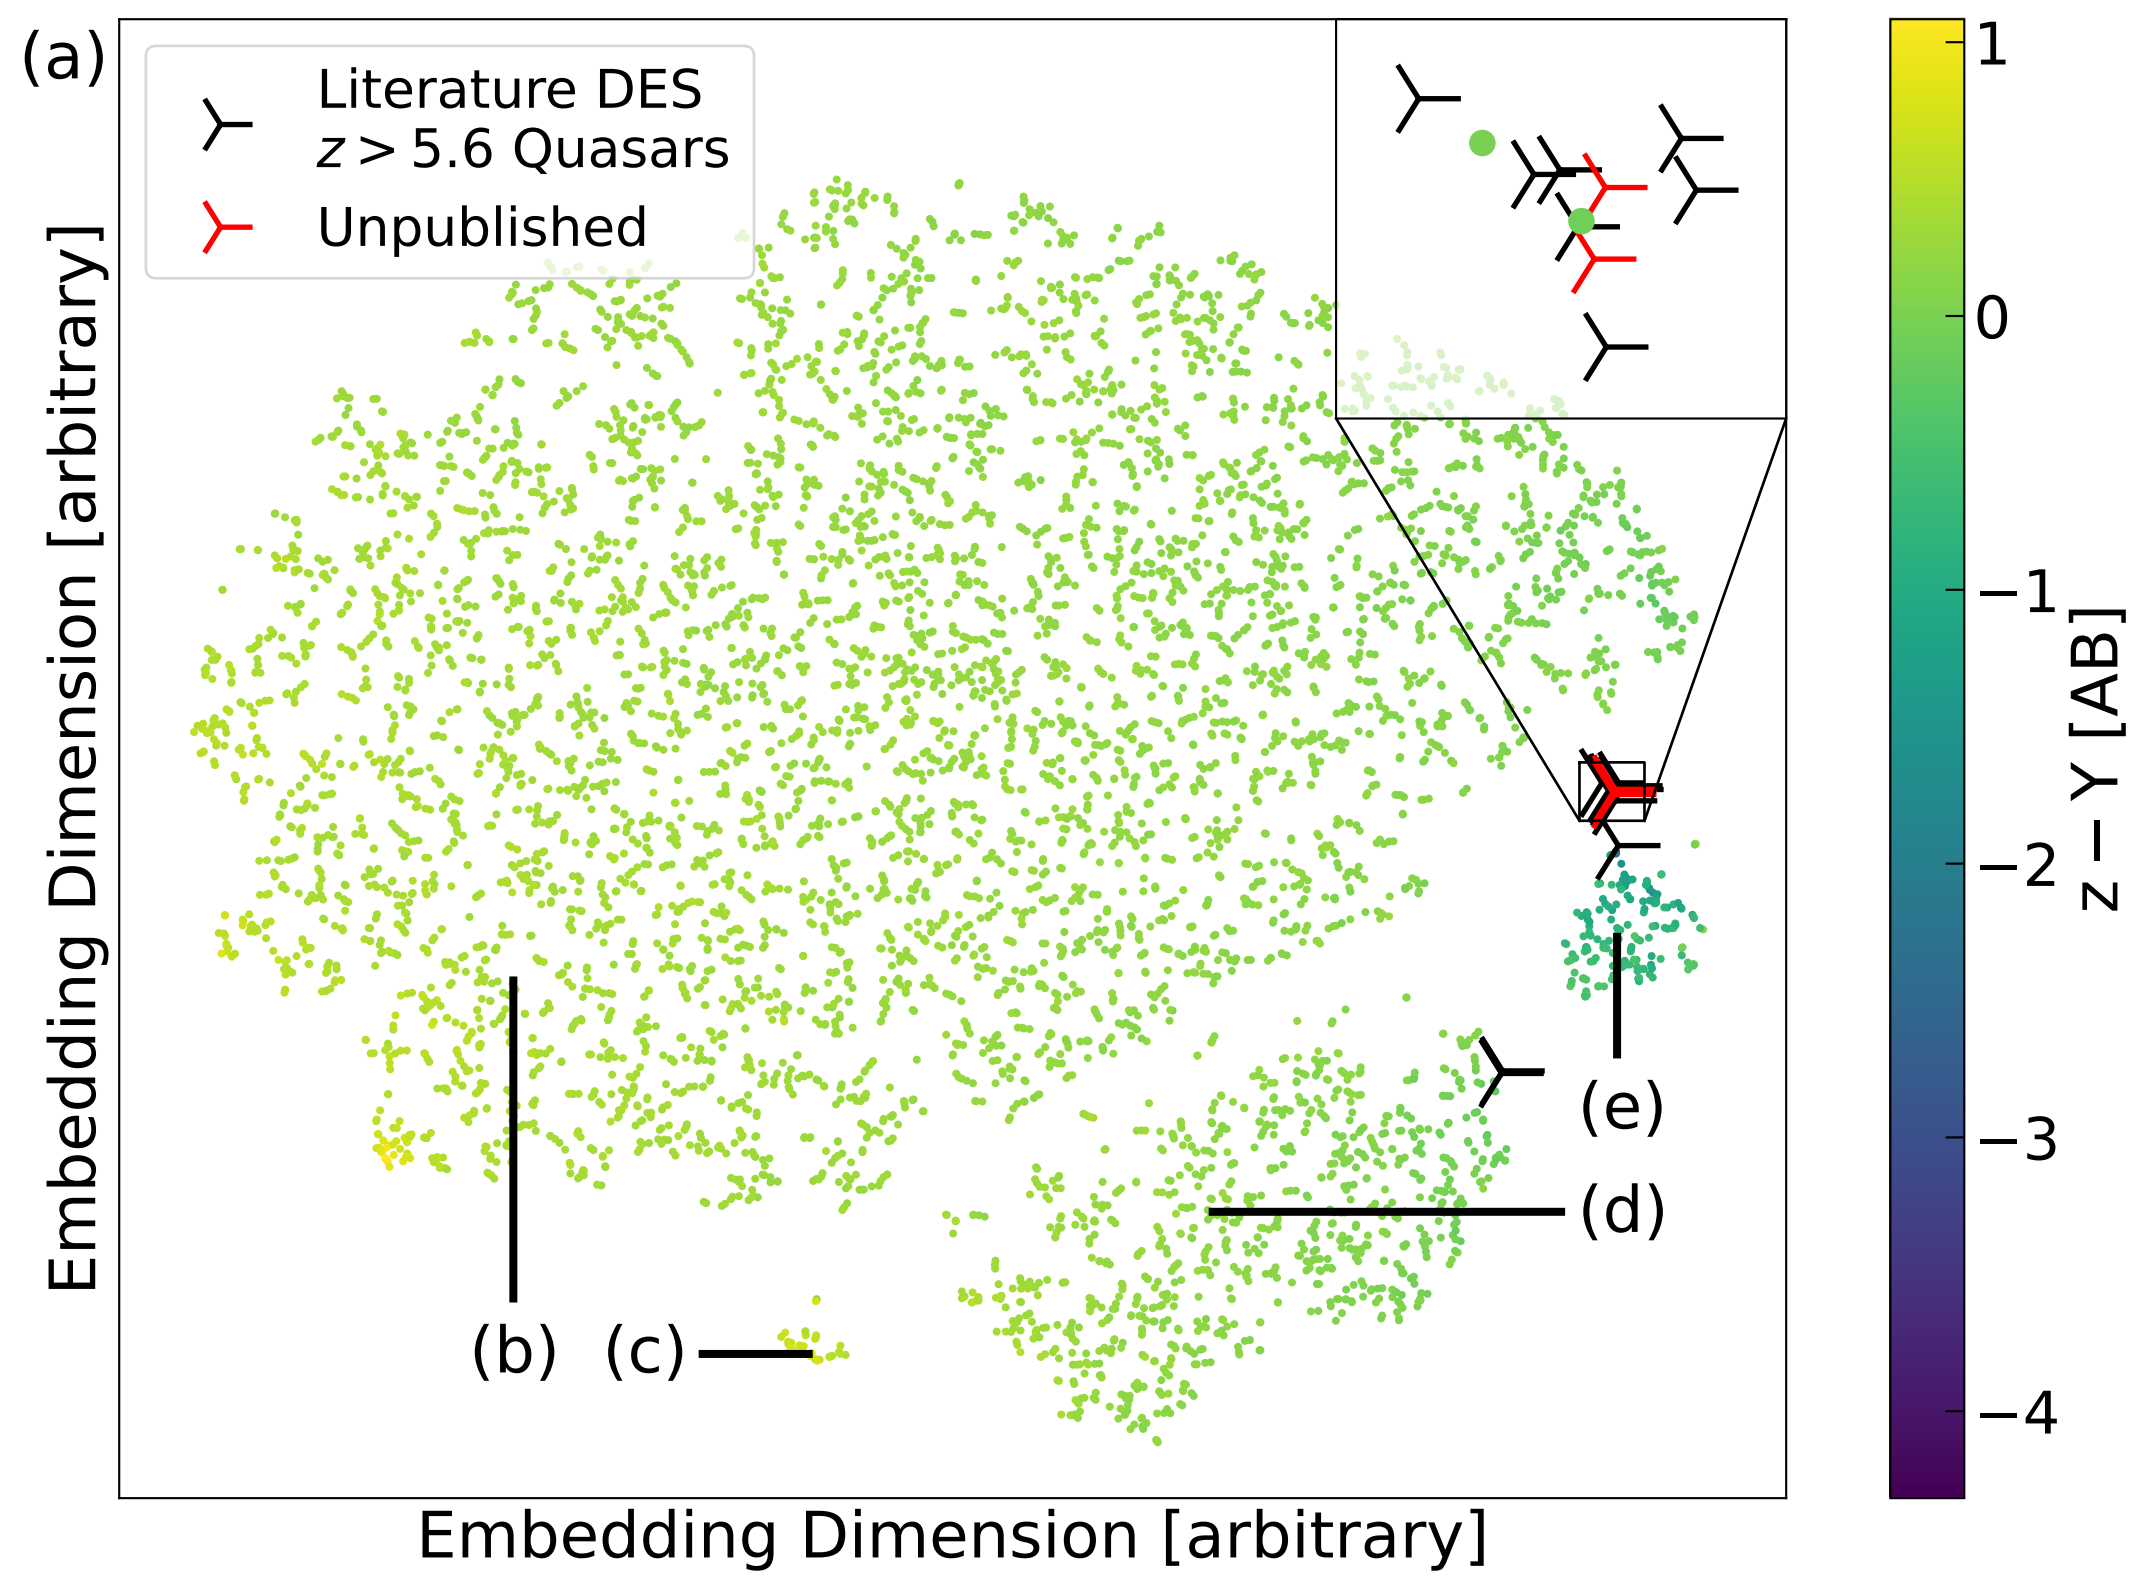 (a)
Literature DES
z > 5.6 Quasars
Unpublished
Embedding Dimension [arbitrary]
(b)
(c)
(d)
(e)
Embedding Dimension [arbitrary]
1
0
−1
−2
−3
−4
z − Y [AB]